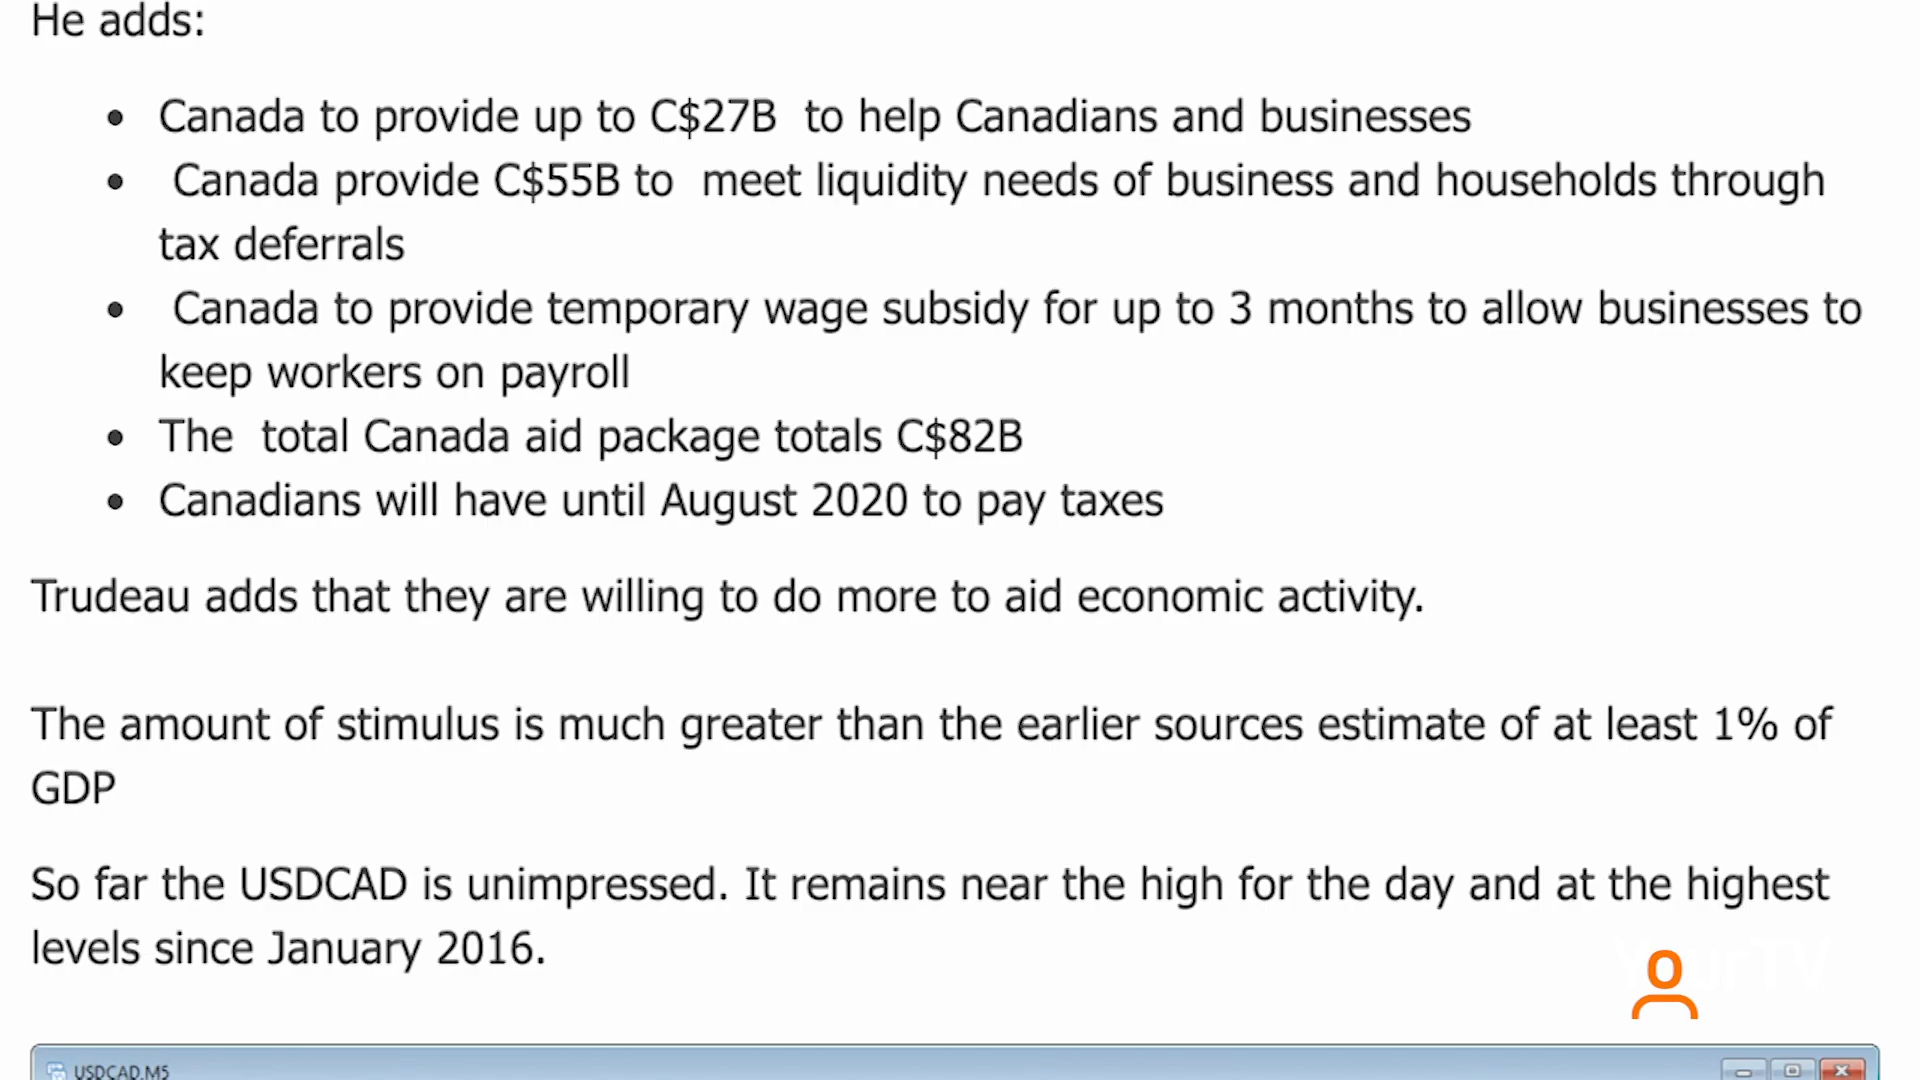 He adds:
• Canada to provide up to C$27B  to help Canadians and businesses
•  Canada provide C$55B to  meet liquidity needs of business and households through
tax deferrals
•  Canada to provide temporary wage subsidy for up to 3 months to allow businesses to
keep workers on payroll
• The  total Canada aid package totals C$82B
• Canadians will have until August 2020 to pay taxes
Trudeau adds that they are willing to do more to aid economic activity.
The amount of stimulus is much greater than the earlier sources estimate of at least 1% of
GDP
So far the USDCAD is unimpressed. It remains near the high for the day and at the highest
levels since January 2016.
YourTV
USDCAD,M5